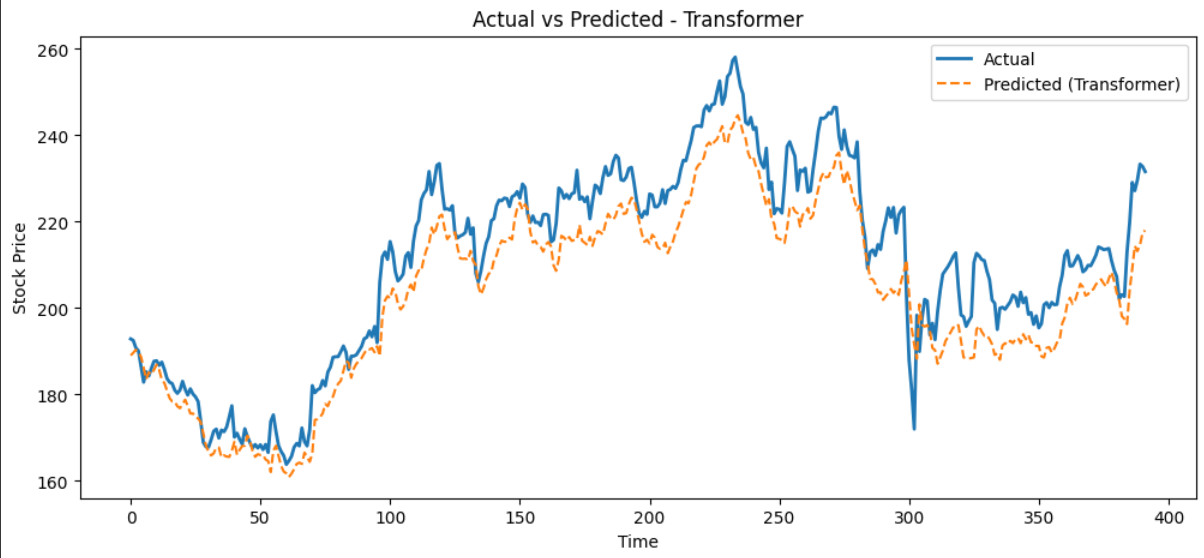 Actual vs Predicted - Transformer
Actual
Predicted (Transformer)
Stock Price
260
240
220
200
180
160
0 50 100 150 200 250 300 350 400
Time